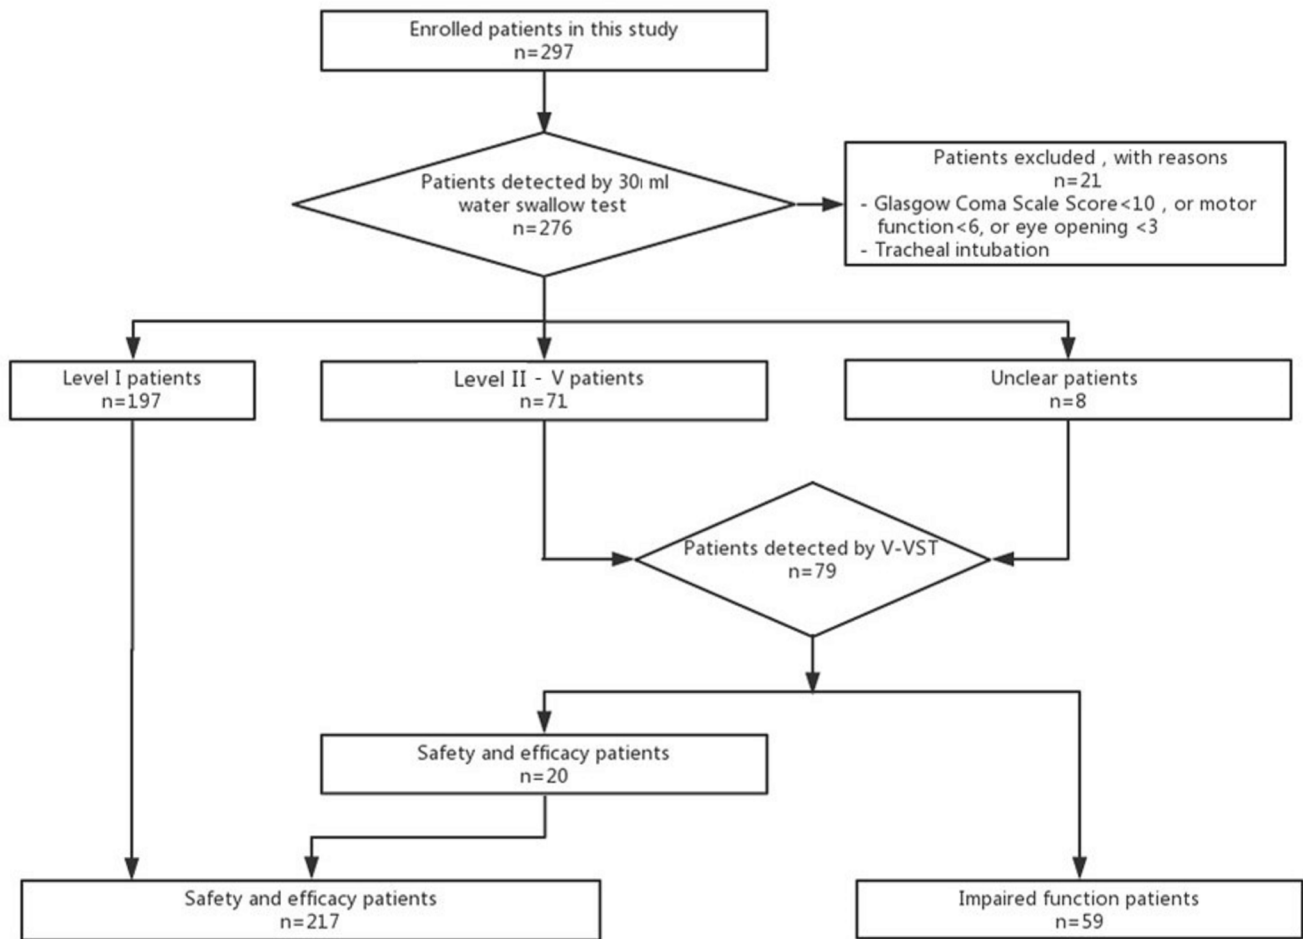 Enrolled patients in this study
n=297
Patients detected by 30 ml
water swallow test
n=276
Patients excluded , with reasons
n=21
- Glasgow Coma Scale Score<10 , or motor
function<6, or eye opening <3
- Tracheal intubation
Level I patients
n=197
Level II - V patients
n=71
Unclear patients
n=8
Patients detected by V-VST
n=79
Safety and efficacy patients
n=20
Safety and efficacy patients
n=217
Impaired function patients
n=59